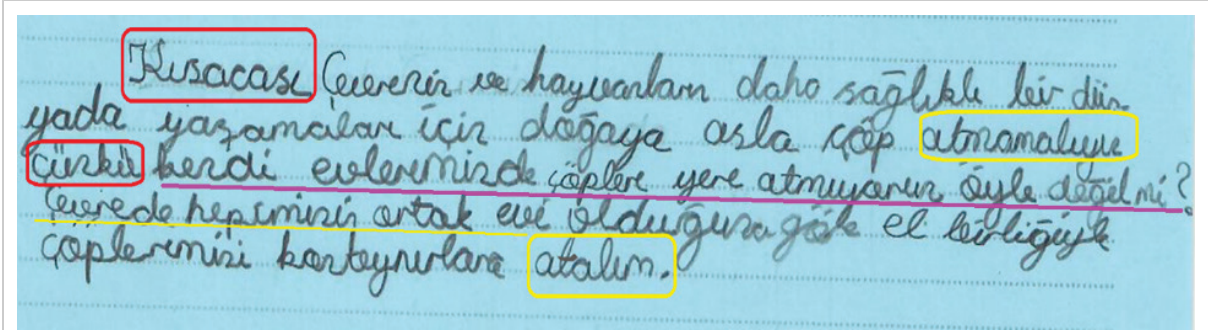 Kısacası Çevrenin ve hayvanların daha sağlıklı bir dün
yada yaşamaları için doğaya asla çöp atmamalıyız
çünkü kendi evlerimizde çöpleri yere atmıyoruz öyle değil mi?
Çevrede hepimizin ortak evi olduğuna göre el birliğiyle
çöplerimizi konteynırlara atalım.